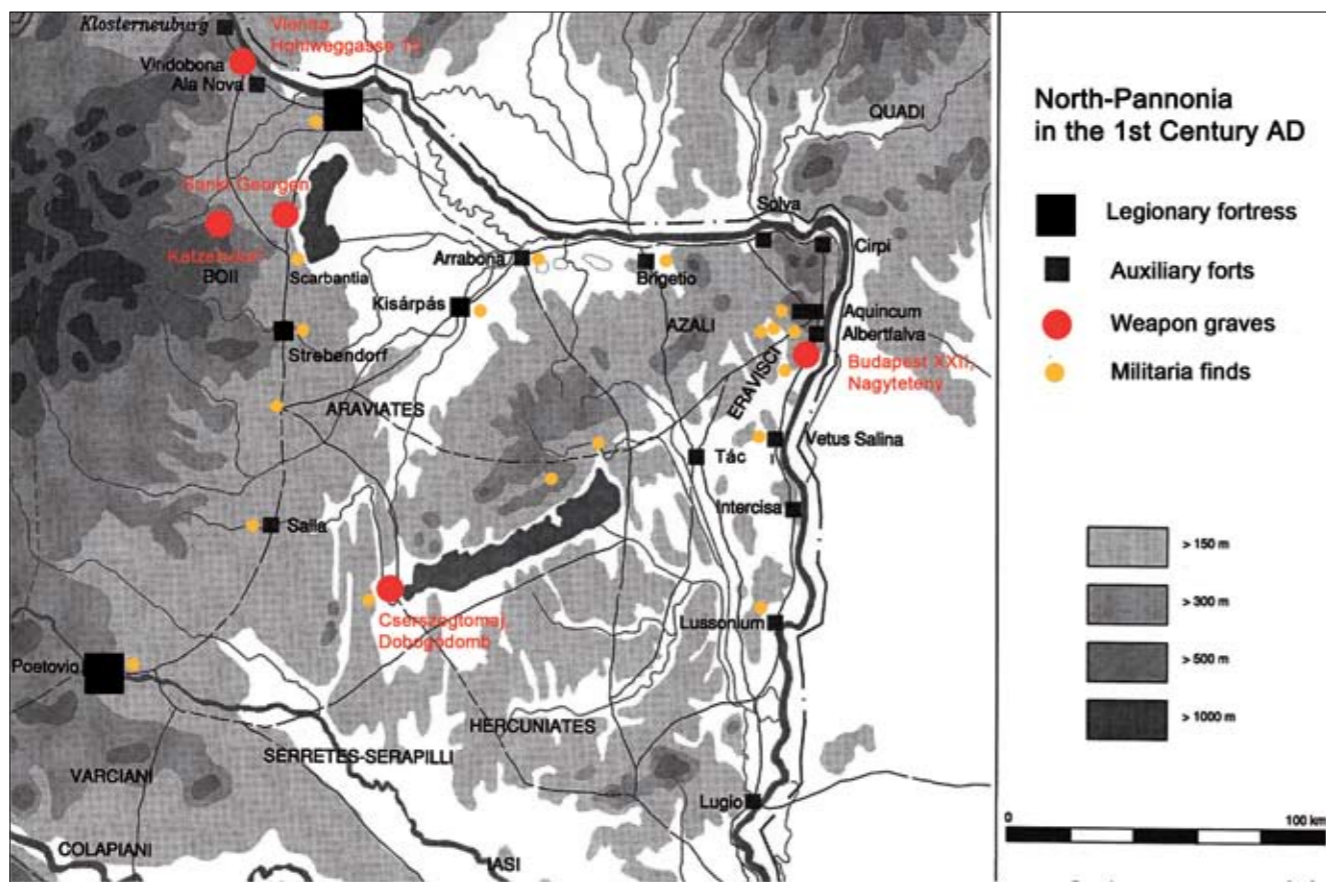 Klosterneuburg
Vienna,
Hohlweggasse
Vindobona
Ala Nova
QUADI
Sankt Georgen
Solva
Katzelsdorf
BOII
Cirpi
Scarbantia
Arrabona
Brigetio
Kisárpás
AZALI
Aquincum
Albertfalva
Strebendorf
Budapest XXII,
Nagytétény
ERAVISCI
ARAVIATES
Vetus Salina
Tác
Intercisa
Salla
Cserszegtomaj,
Dobogódomb
Lussonium
Poetovio
HERCUNIATES
SERRETES-SERAPILLI
VARCIANI
Lugio
COLAPIANI
IASI
North-Pannonia
in the 1st Century AD
Legionary fortress
Auxiliary forts
Weapon graves
Militaria finds
> 150 m
> 300 m
> 500 m
> 1000 m
0 100 km